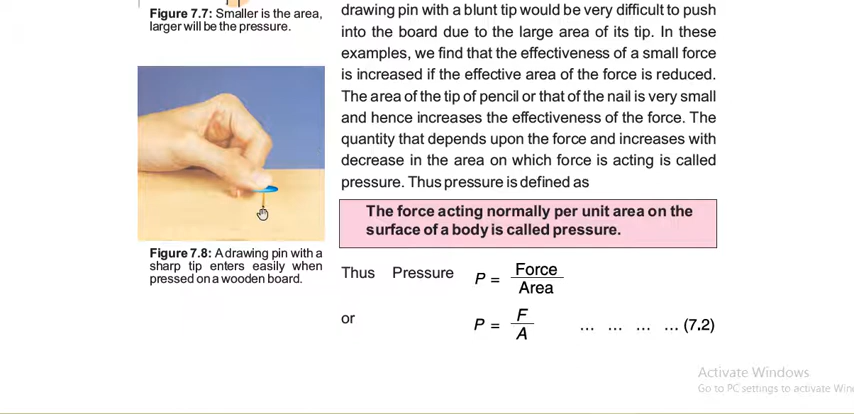 Figure 7.7: Smaller is the area,
larger will be the pressure.
drawing pin with a blunt tip would be very difficult to push
into the board due to the large area of its tip. In these
examples, we find that the effectiveness of a small force
is increased if the effective area of the force is reduced.
The area of the tip of pencil or that of the nail is very small
and hence increases the effectiveness of the force. The
quantity that depends upon the force and increases with
decrease in the area on which force is acting is called
pressure. Thus pressure is defined as
The force acting normally per unit area on the
surface of a body is called pressure.
Figure 7.8: A drawing pin with a
sharp tip enters easily when
pressed on a wooden board.
Thus Pressure P = Force / Area
or P = F / A ... ... ... ... (7.2)
Activate Windows
Go to PC settings to activate Win